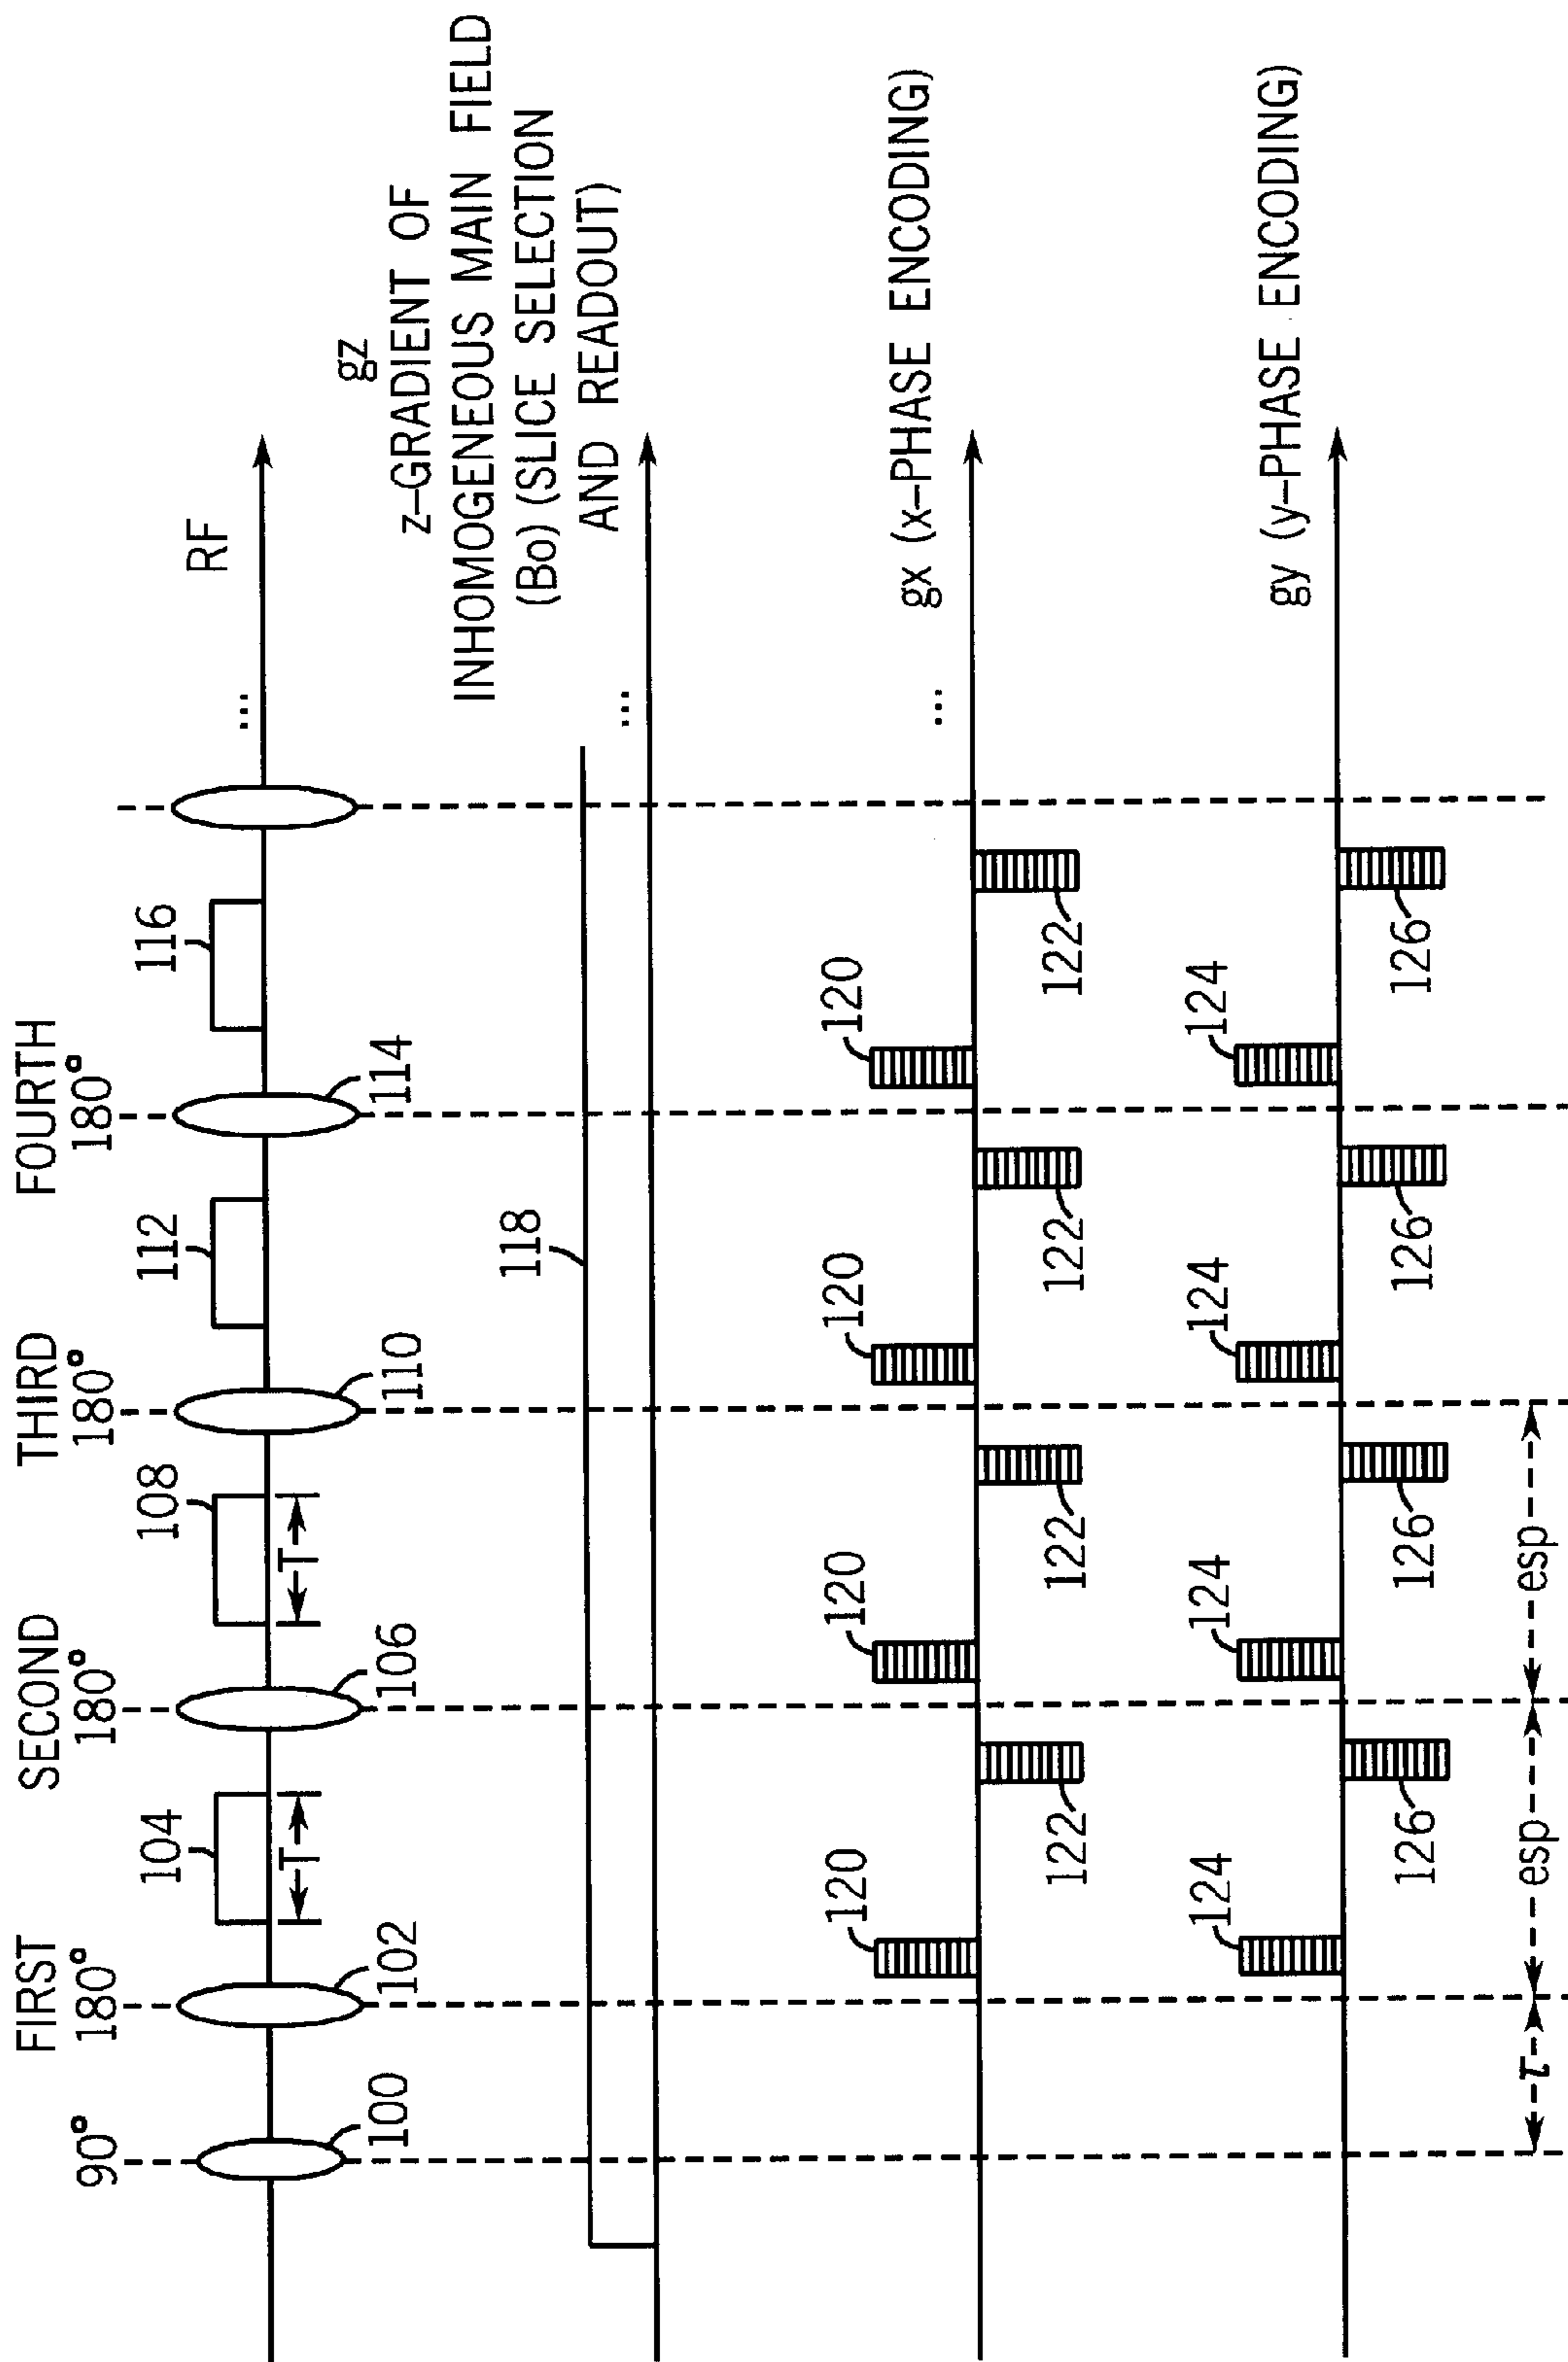 90°
FIRST
180°
SECOND
180°
THIRD
180°
FOURTH
180°
100
102
104
T
106
108
T
110
112
114
116
...
RF
118
...
gz
z–GRADIENT OF
INHOMOGENEOUS MAIN FIELD
(Bo) (SLICE SELECTION
AND READOUT)
120
120
120
120
122
122
122
122
...
gx (x–PHASE ENCODING)
124
124
124
124
126
126
126
126
gy (y–PHASE ENCODING)
τ
esp
esp